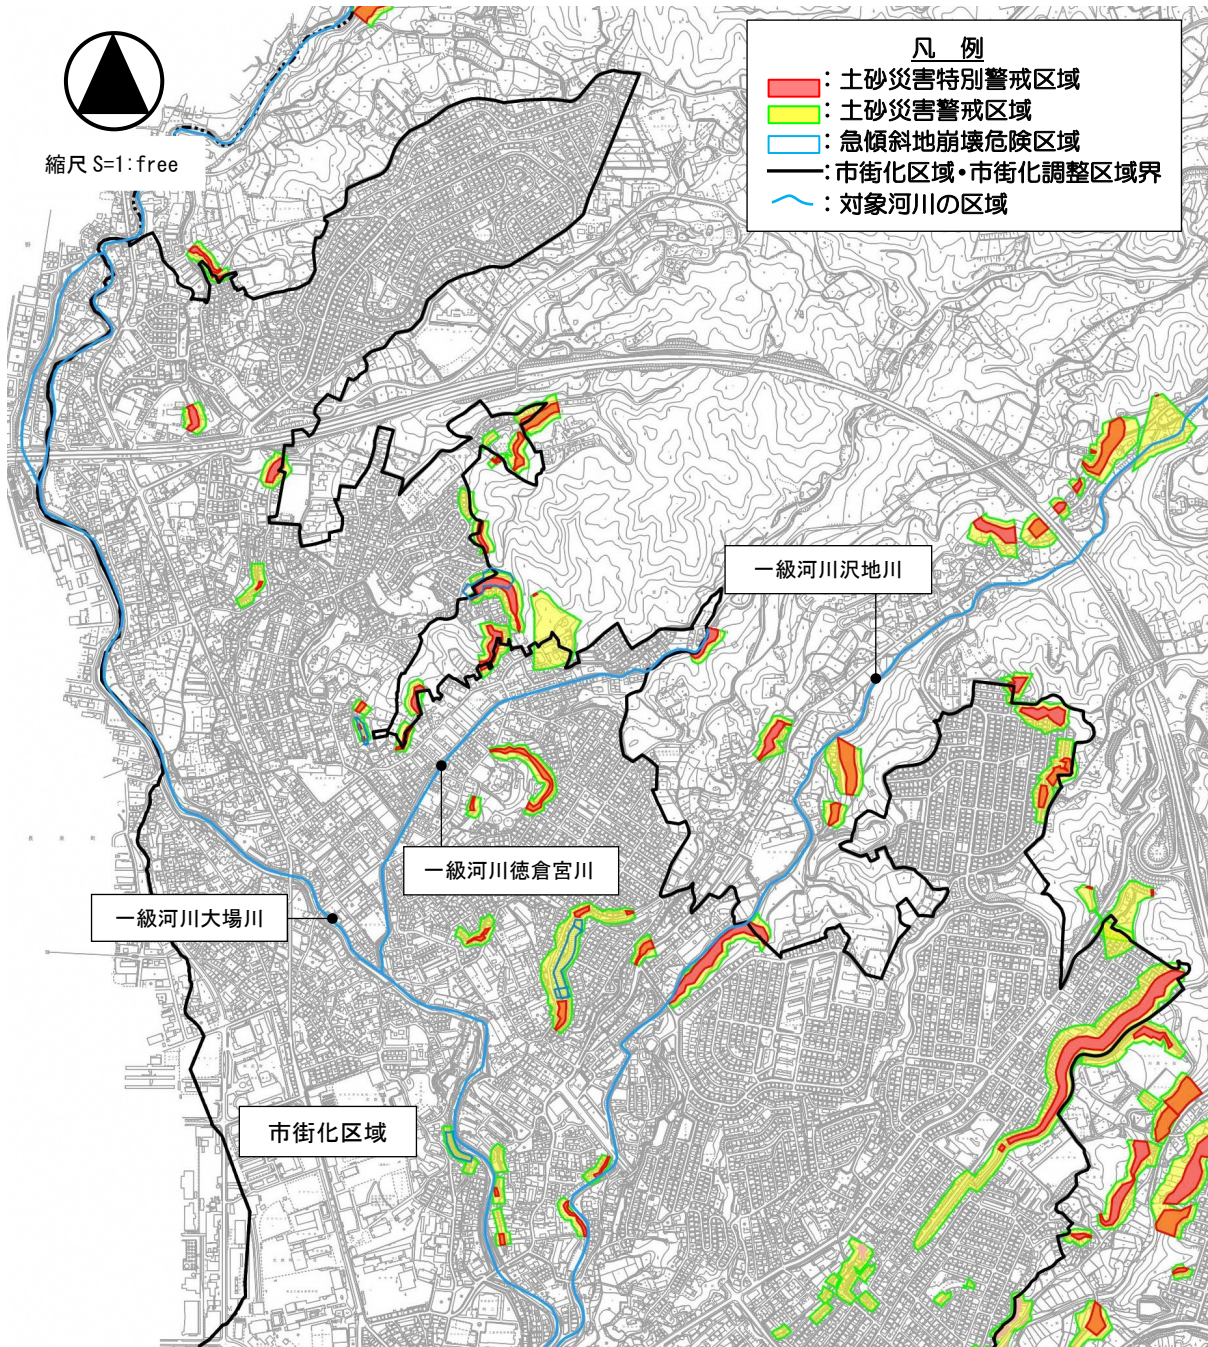 凡 例
：土砂災害特別警戒区域
：土砂災害警戒区域
：急傾斜地崩壊危険区域
：市街化区域・市街化調整区域界
：対象河川の区域
縮尺 S=1:free
一級河川沢地川
一級河川徳倉宮川
一級河川大場川
市街化区域